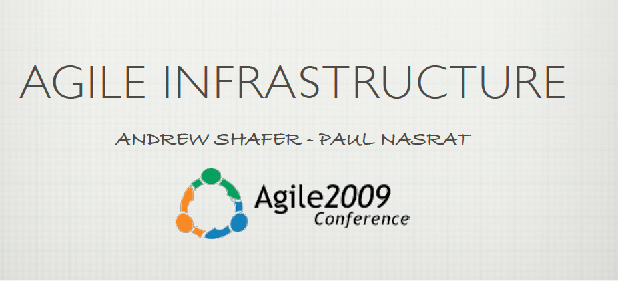 AGILE INFRASTRUCTURE
ANDREW SHAFER - PAUL NASRAT
Agile2009
Conference